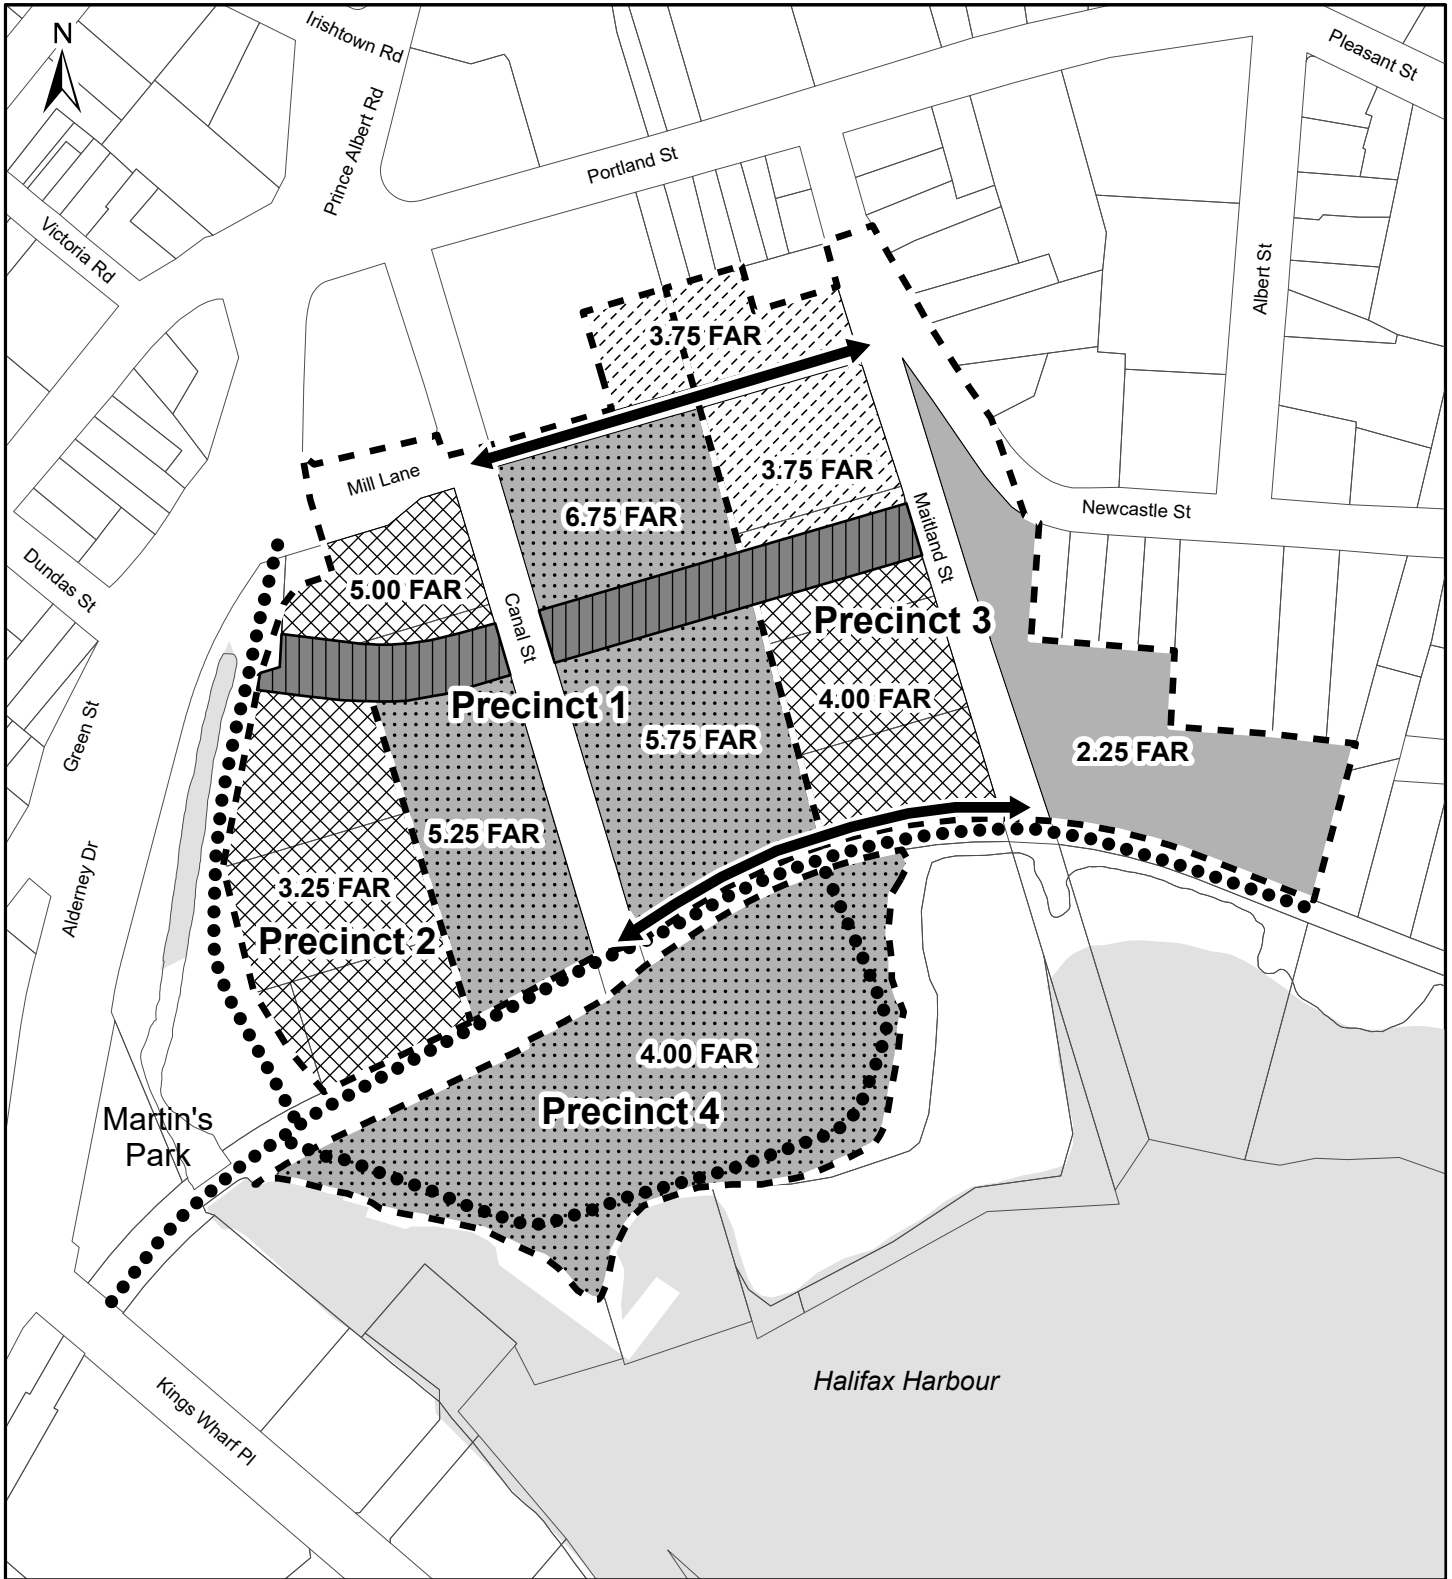 Irishtown Rd
Pleasant St
N
Prince Albert Rd
Portland St
Victoria Rd
Albert St
3.75 FAR
Mill Lane
3.75 FAR
6.75 FAR
Newcastle St
Maitland St
Dundas St
5.00 FAR
Canal St
Precinct 3
Precinct 1
4.00 FAR
Green St
5.75 FAR
2.25 FAR
5.25 FAR
Alderney Dr
3.25 FAR
Precinct 2
4.00 FAR
Precinct 4
Martin's
Park
Halifax Harbour
Kings Wharf Pl